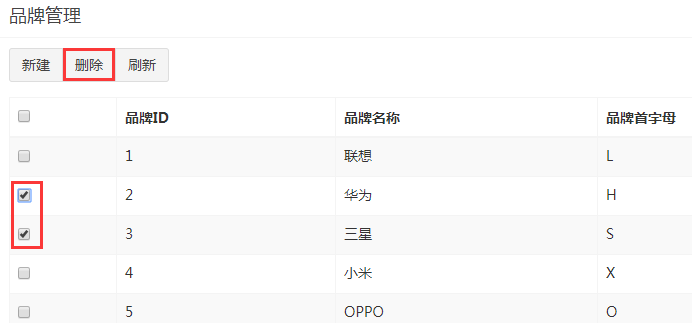 品牌管理
新建 删除 刷新
品牌ID 品牌名称 品牌首字母
1 联想 L
2 华为 H
3 三星 S
4 小米 X
5 OPPO O